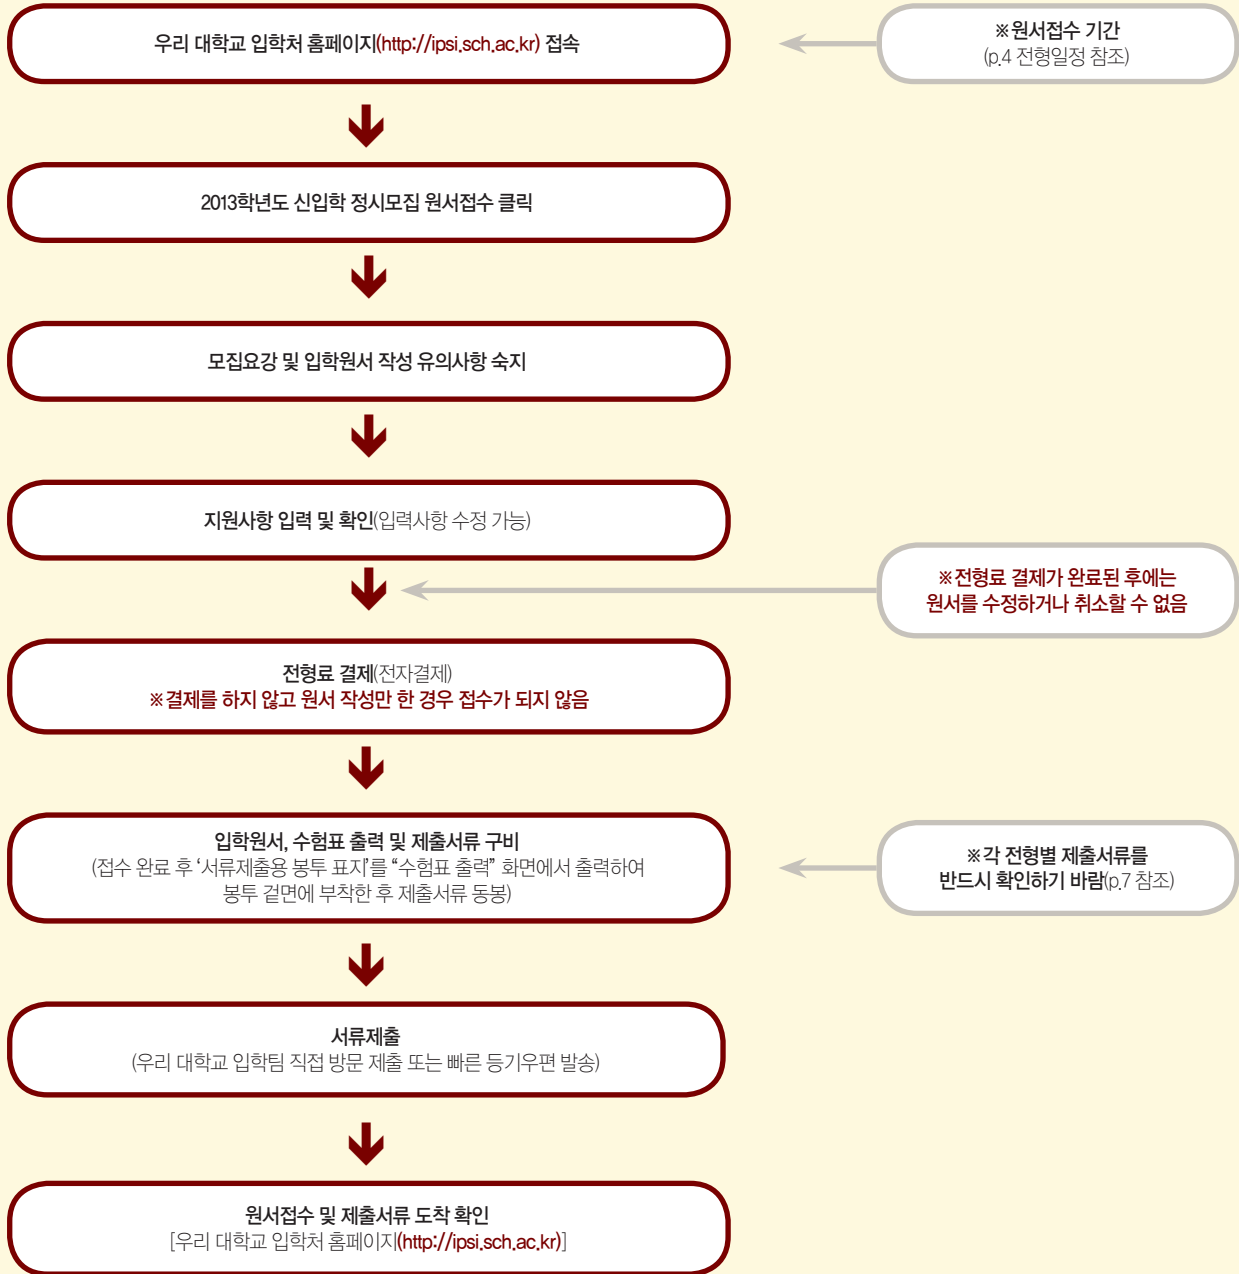 우리 대학교 입학처 홈페이지(http://ipsi.sch.ac.kr) 접속
※원서접수 기간
(p.4 전형일정 참조)
2013학년도 신입학 정시모집 원서접수 클릭
모집요강 및 입학원서 작성 유의사항 숙지
지원사항 입력 및 확인(입력사항 수정 가능)
※전형료 결제가 완료된 후에는
원서를 수정하거나 취소할 수 없음
전형료 결제(전자결제)
※결제를 하지 않고 원서 작성만 한 경우 접수가 되지 않음
입학원서, 수험표 출력 및 제출서류 구비
(접수 완료 후 ‘서류제출용 봉투 표지’를 “수험표 출력” 화면에서 출력하여
봉투 겉면에 부착한 후 제출서류 동봉)
※각 전형별 제출서류를
반드시 확인하기 바람(p.7 참조)
서류제출
(우리 대학교 입학팀 직접 방문 제출 또는 빠른 등기우편 발송)
원서접수 및 제출서류 도착 확인
[우리 대학교 입학처 홈페이지(http://ipsi.sch.ac.kr)]